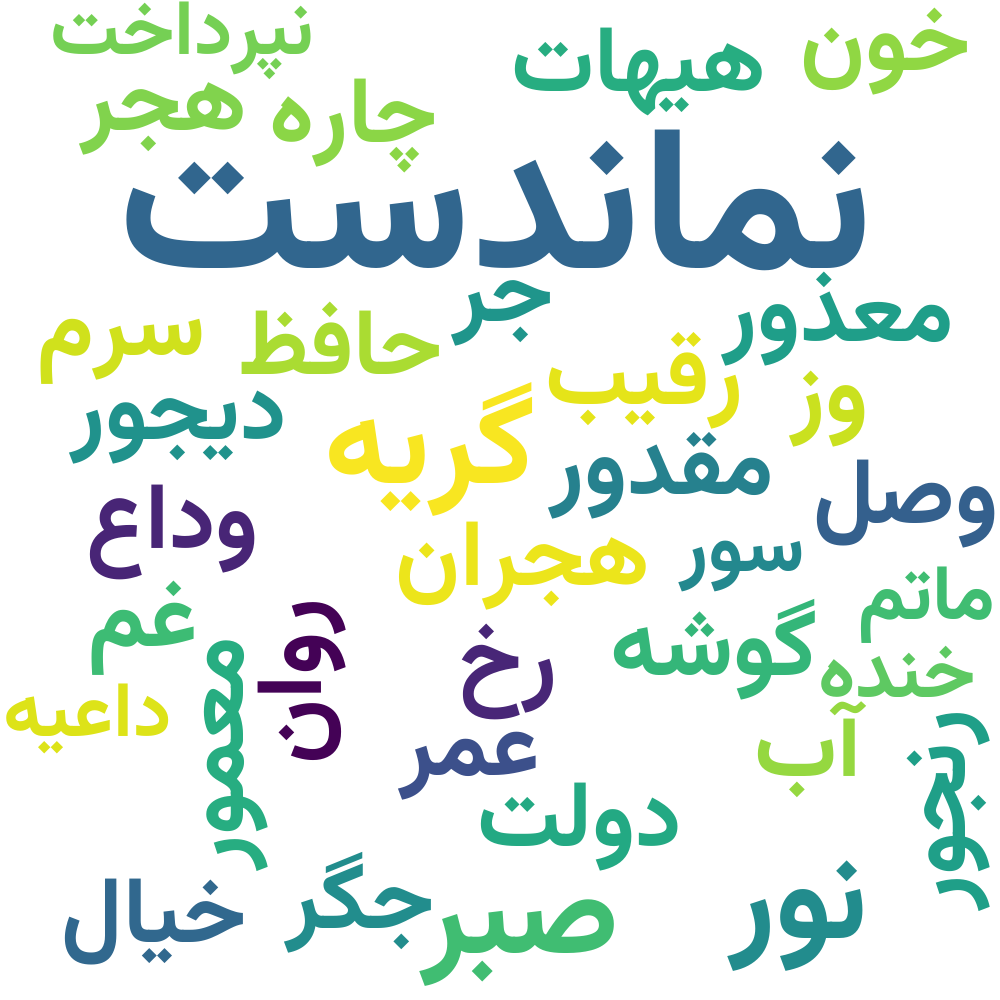 نپرداخت
هیهات
خون
هجر
چاره
نماندست
جر
معذور
سرم
حافظ
رقیب
وز
دیجور
گریه
مقدور
وصل
وداع
هجران
سور
ماتم
غم
روان
رخ
گوشه
خنده
داعیه
معمور
عمر
آب
رنجور
دولت
خیال
جگر
صبر
نور